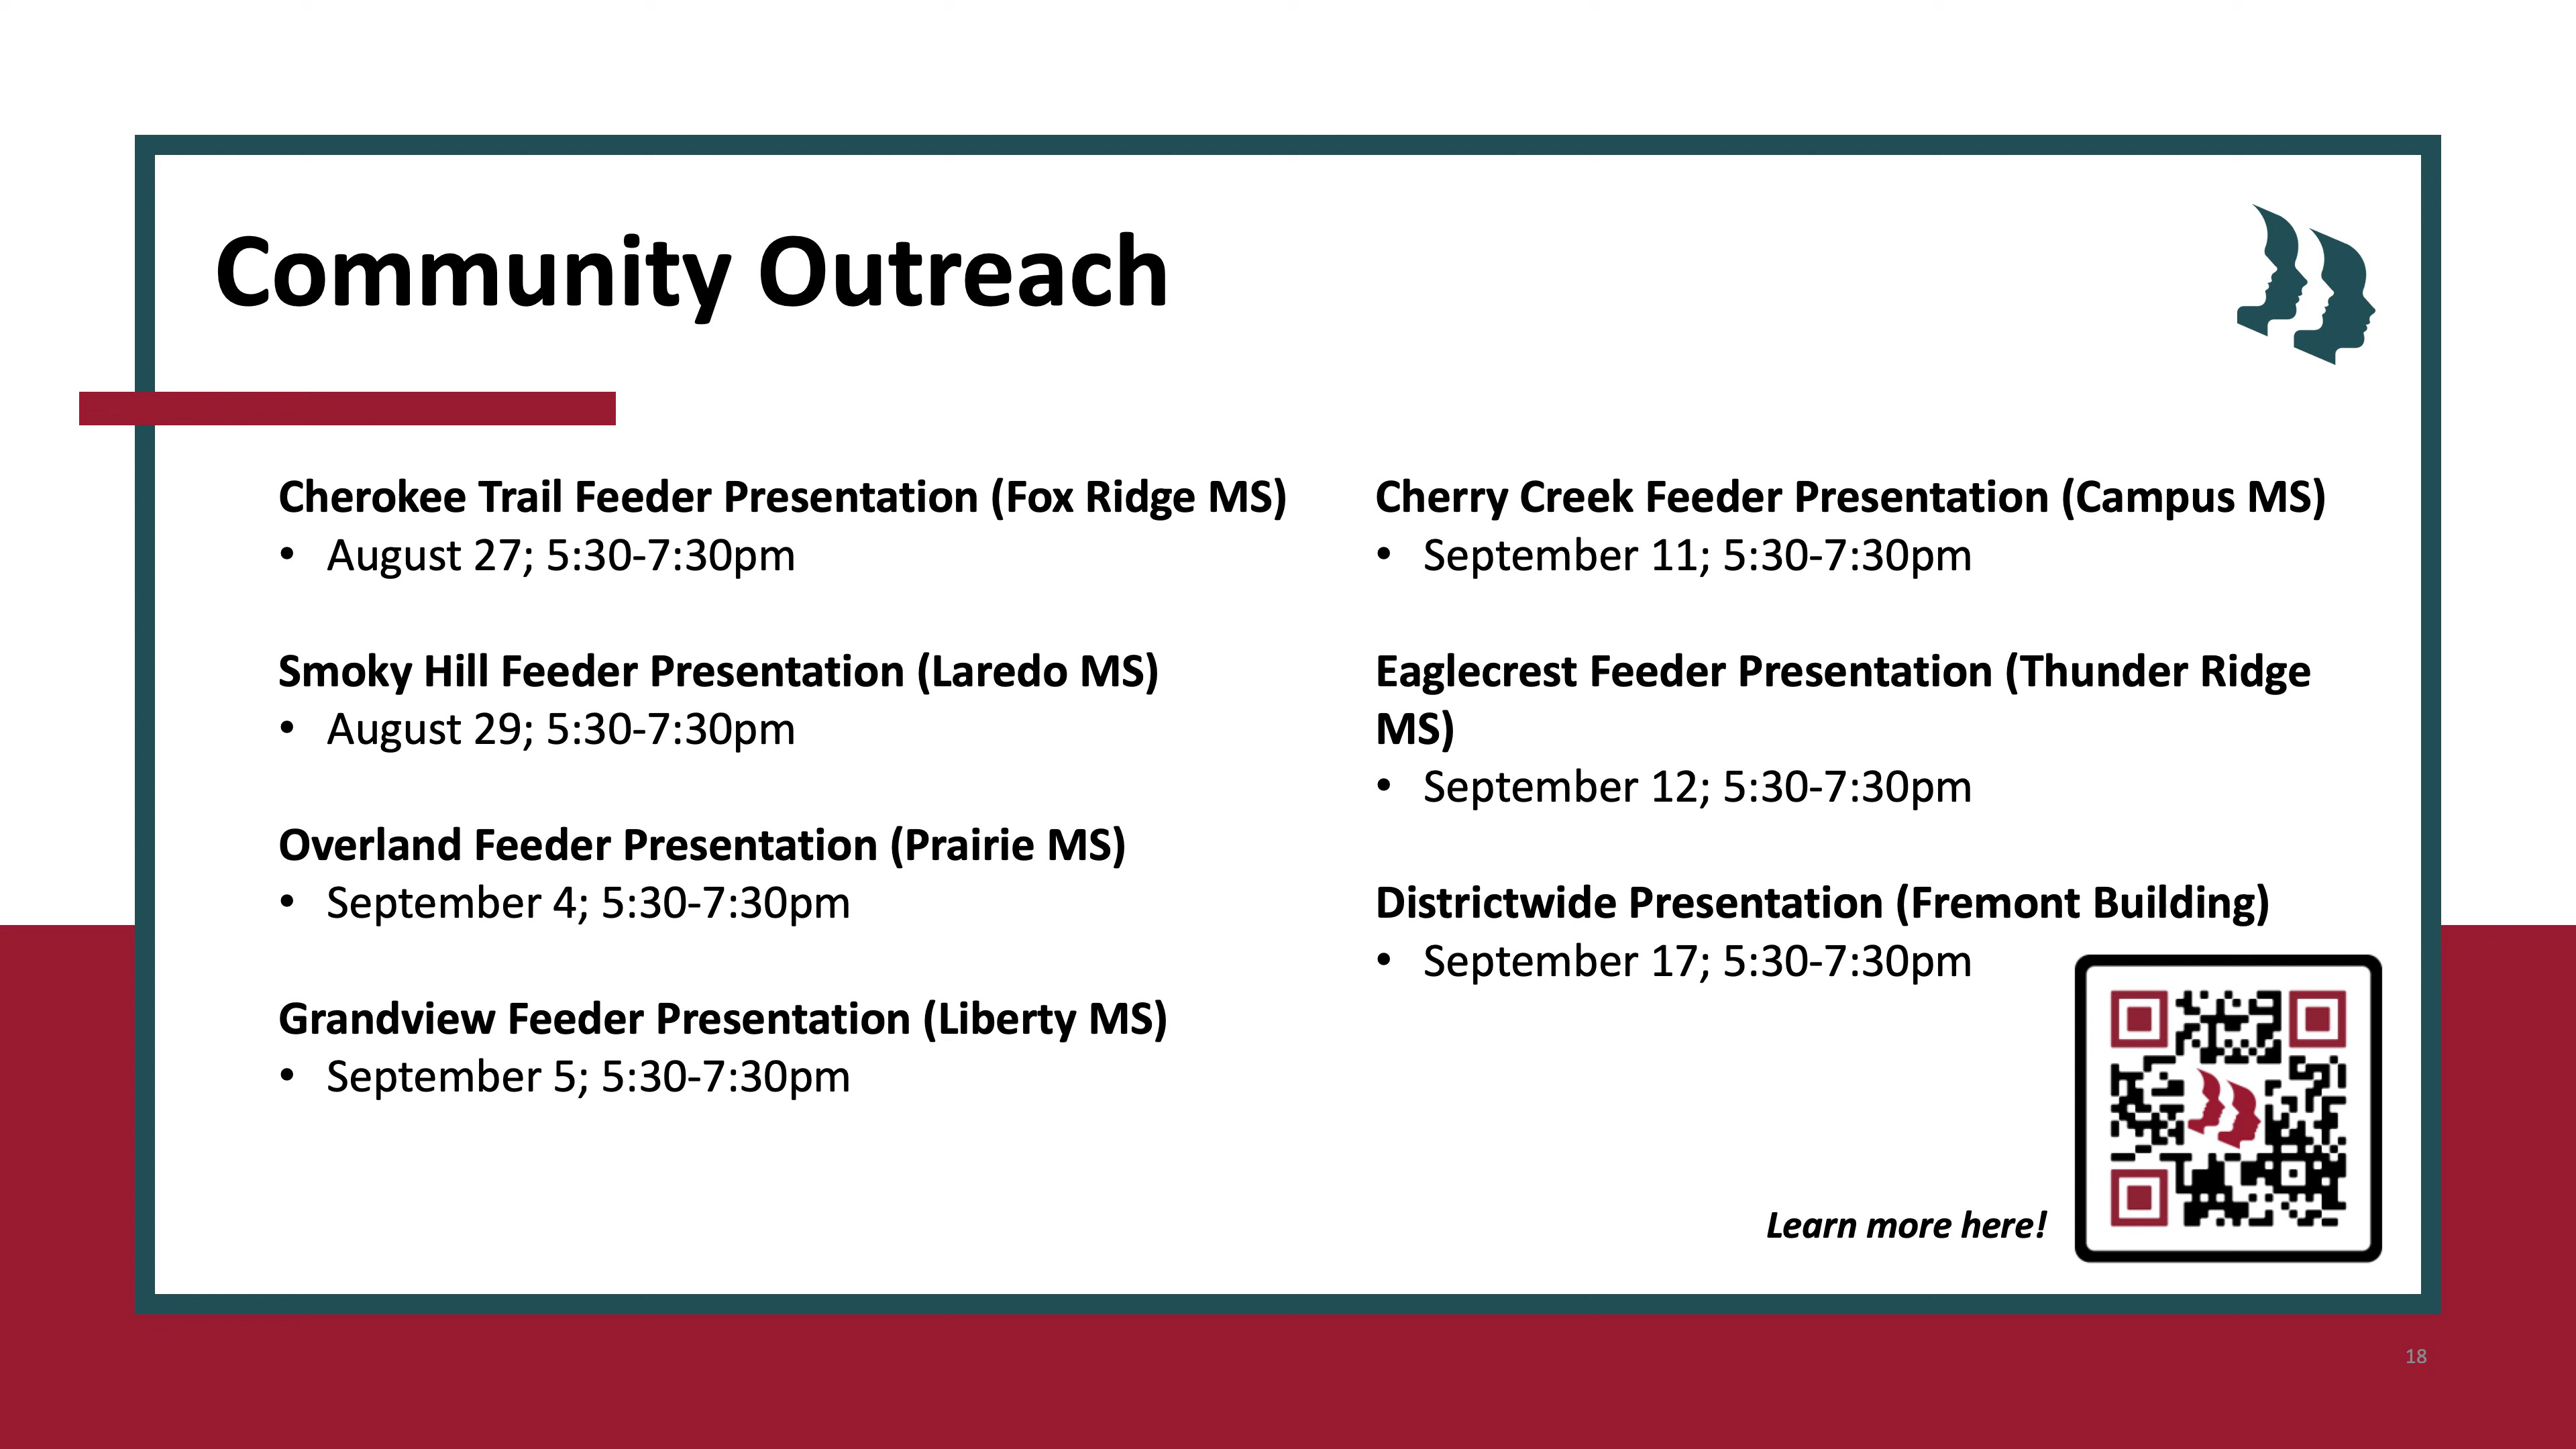 Community Outreach
Cherokee Trail Feeder Presentation (Fox Ridge MS)
• August 27; 5:30-7:30pm
Smoky Hill Feeder Presentation (Laredo MS)
• August 29; 5:30-7:30pm
Overland Feeder Presentation (Prairie MS)
• September 4; 5:30-7:30pm
Grandview Feeder Presentation (Liberty MS)
• September 5; 5:30-7:30pm
Cherry Creek Feeder Presentation (Campus MS)
• September 11; 5:30-7:30pm
Eaglecrest Feeder Presentation (Thunder Ridge
MS)
• September 12; 5:30-7:30pm
Districtwide Presentation (Fremont Building)
• September 17; 5:30-7:30pm
Learn more here!
18